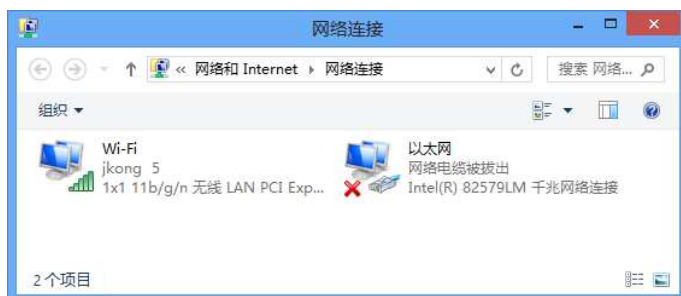 网络连接
« 网络和 Internet 网络连接
搜索 网络...
组织
Wi-Fi
jkong 5
1x1 11b/g/n 无线 LAN PCI Exp...
以太网
网络电缆被拔出
Intel(R) 82579LM 千兆网络连接
2 个项目